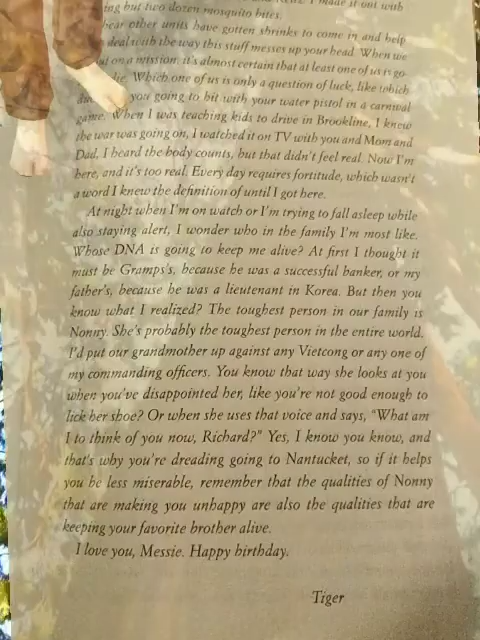 ing but two dozen mosquito bites.
hear other units have gotten shrinks to come in and help
deal with the way this stuff messes up your head. When we
out on a mission, it's almost certain that at least one of us is go-
die. Which one of us is only a question of luck, like which
you going to hit with your water pistol in a carnival
game. When I was teaching kids to drive in Brookline, I knew
the war was going on, I watched it on TV with you and Mom and
Dad, I heard the body counts, but that didn't feel real. Now I'm
here, and it's too real. Every day requires fortitude, which wasn't
a word I knew the definition of until I got here.
At night when I'm on watch or I'm trying to fall asleep while
also staying alert, I wonder who in the family I'm most like.
Whose DNA is going to keep me alive? At first I thought it
must be Gramps's, because he was a successful banker, or my
father's, because he was a lieutenant in Korea. But then you
know what I realized? The toughest person in our family is
Nonny. She's probably the toughest person in the entire world.
I'd put our grandmother up against any Vietcong or any one of
my commanding officers. You know that way she looks at you
when you've disappointed her, like you're not good enough to
lick her shoe? Or when she uses that voice and says, "What am
I to think of you now, Richard?" Yes, I know you know, and
that's why you're dreading going to Nantucket, so if it helps
you be less miserable, remember that the qualities of Nonny
that are making you unhappy are also the qualities that are
keeping your favorite brother alive.
I love you, Messie. Happy birthday.
Tiger